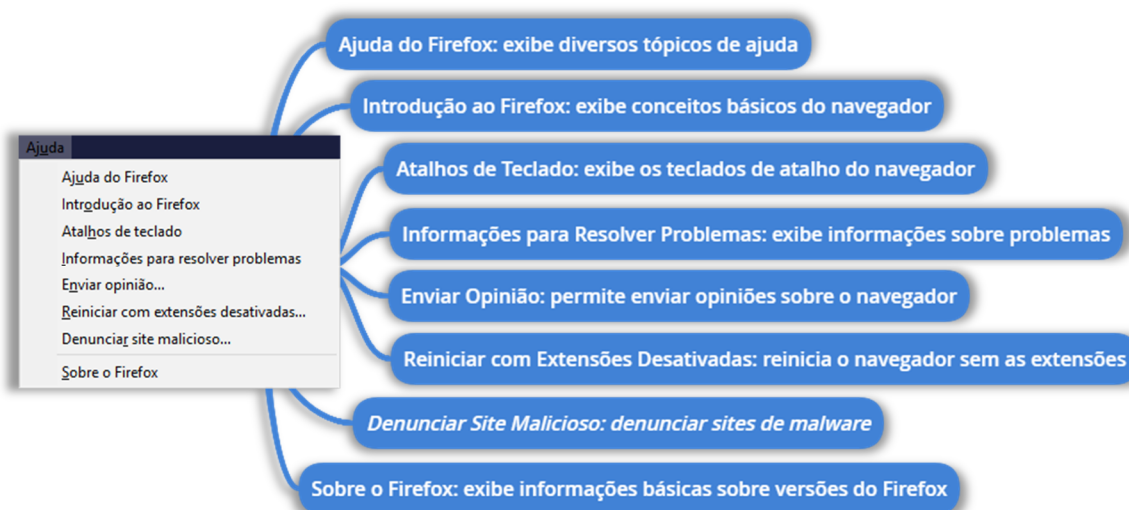 Ajuda
Ajuda do Firefox
Introdução ao Firefox
Atalhos de teclado
Informações para resolver problemas
Enviar opinião...
Reiniciar com extensões desativadas...
Denunciar site malicioso...
Sobre o Firefox
Ajuda do Firefox: exibe diversos tópicos de ajuda
Introdução ao Firefox: exibe conceitos básicos do navegador
Atalhos de Teclado: exibe os teclados de atalho do navegador
Informações para Resolver Problemas: exibe informações sobre problemas
Enviar Opinião: permite enviar opiniões sobre o navegador
Reiniciar com Extensões Desativadas: reinicia o navegador sem as extensões
Denunciar Site Malicioso: denunciar sites de malware
Sobre o Firefox: exibe informações básicas sobre versões do Firefox